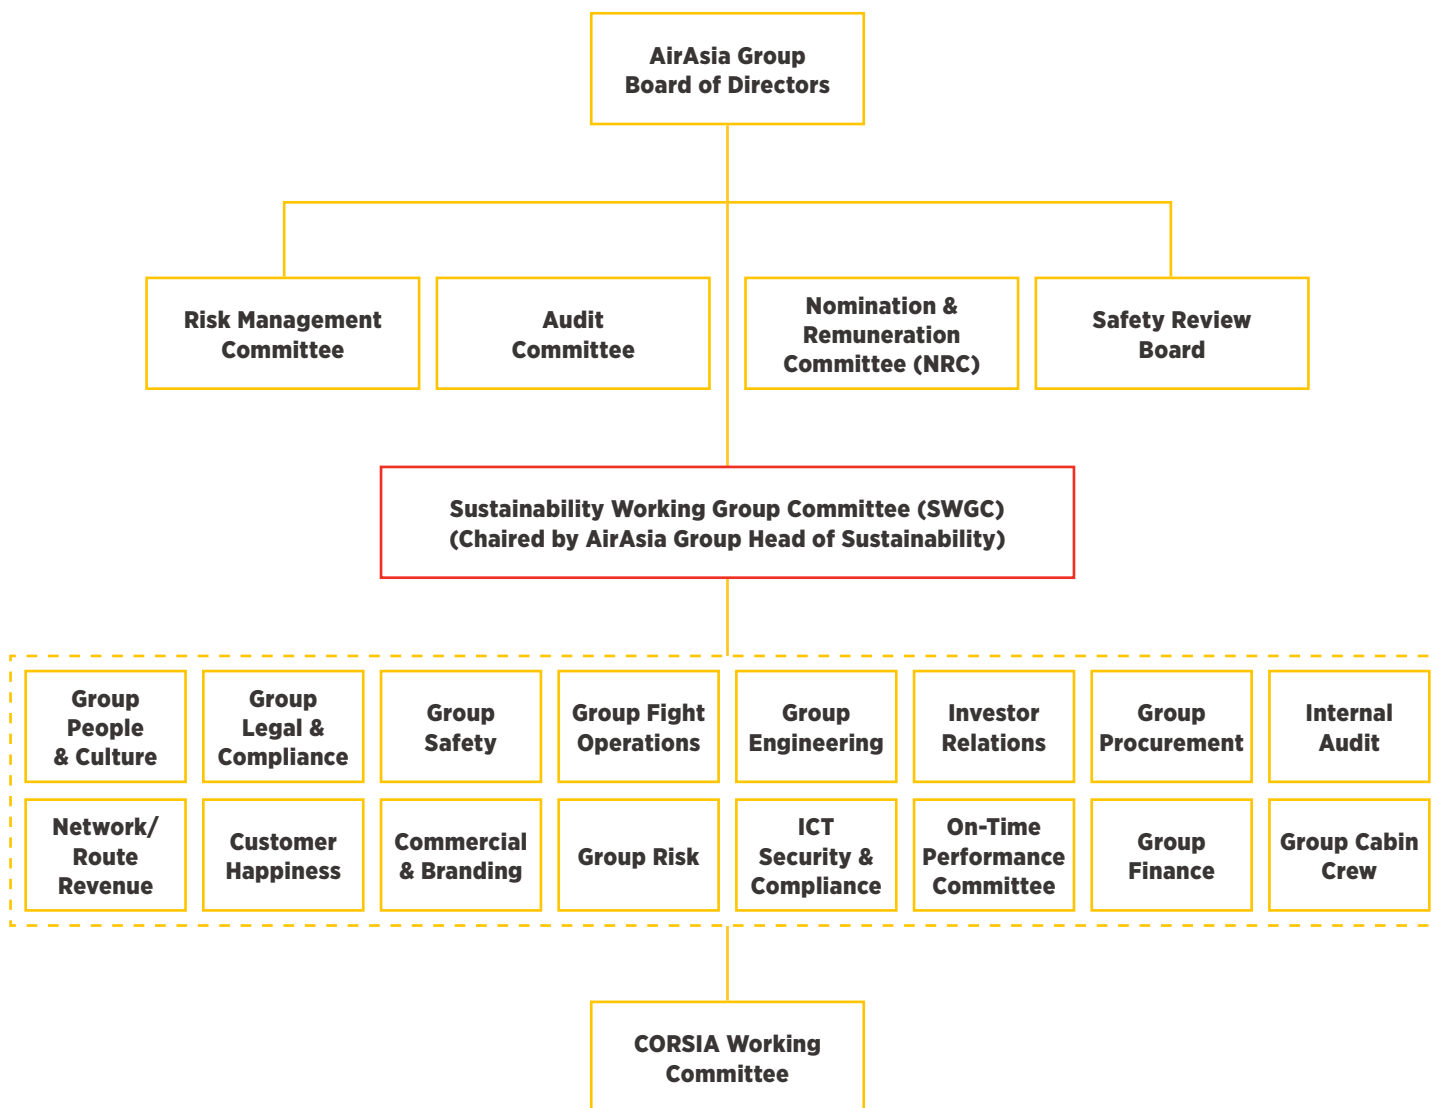 AirAsia Group
Board of Directors
Risk Management
Committee
Audit
Committee
Nomination &
Remuneration
Committee (NRC)
Safety Review
Board
Sustainability Working Group Committee (SWGC)
(Chaired by AirAsia Group Head of Sustainability)
Group
People
& Culture
Group
Legal &
Compliance
Group
Safety
Group Fight
Operations
Group
Engineering
Investor
Relations
Group
Procurement
Internal
Audit
Network/
Route
Revenue
Customer
Happiness
Commercial
& Branding
Group Risk
ICT
Security &
Compliance
On-Time
Performance
Committee
Group
Finance
Group Cabin
Crew
CORSIA Working
Committee